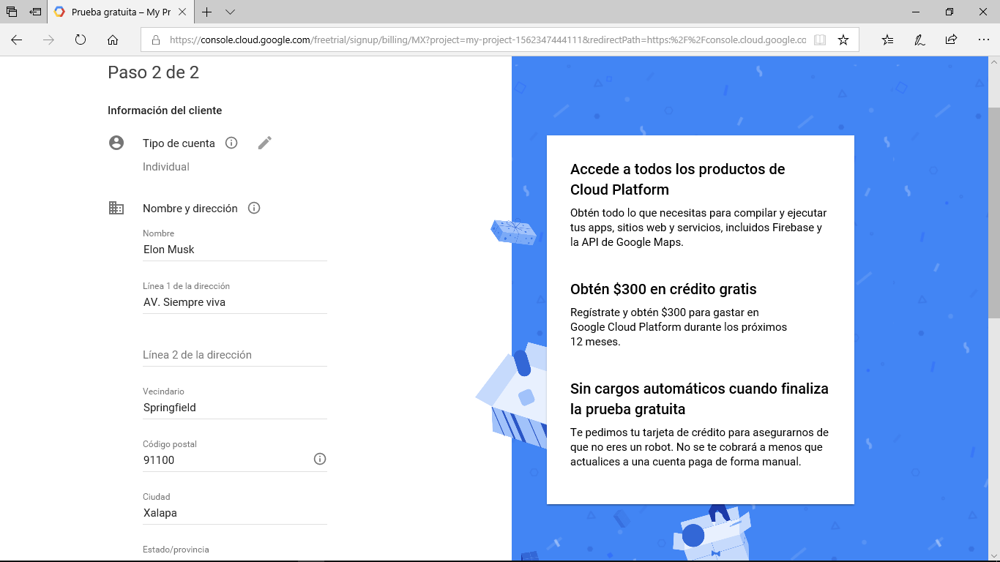 Prueba gratuita – My Pr
https://console.cloud.google.com/freetrial/signup/billing/MX?project=my-project-1562347444111&redirectPath=https:%2F%2Fconsole.cloud.google.co
Paso 2 de 2
Información del cliente
Tipo de cuenta
Individual
Nombre y dirección
Nombre
Elon Musk
Línea 1 de la dirección
AV. Siempre viva
Línea 2 de la dirección
Vecindario
Springfield
Código postal
91100
Ciudad
Xalapa
Estado/provincia
Accede a todos los productos de
Cloud Platform
Obtén todo lo que necesitas para compilar y ejecutar
tus apps, sitios web y servicios, incluidos Firebase y
la API de Google Maps.
Obtén $300 en crédito gratis
Regístrate y obtén $300 para gastar en
Google Cloud Platform durante los próximos
12 meses.
Sin cargos automáticos cuando finaliza
la prueba gratuita
Te pedimos tu tarjeta de crédito para asegurarnos de
que no eres un robot. No se te cobrará a menos que
actualices a una cuenta paga de forma manual.